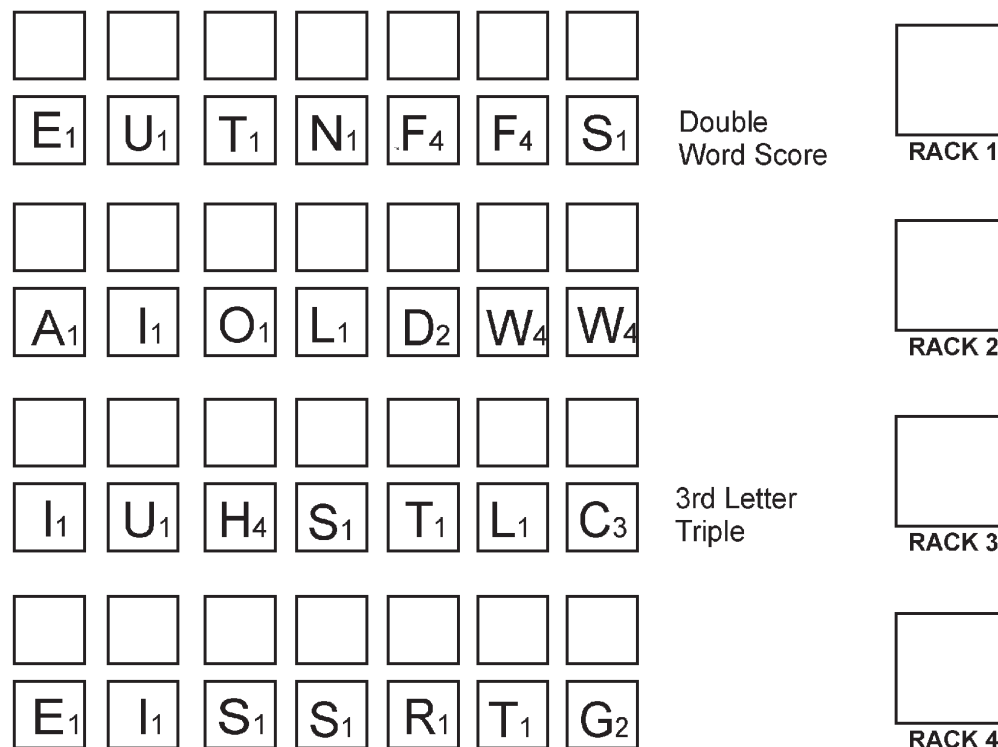 E1 U1 T1 N1 F4 F4 S1
Double
Word Score
RACK 1
A1 I1 O1 L1 D2 W4 W4
RACK 2
I1 U1 H4 S1 T1 L1 C3
3rd Letter
Triple
RACK 3
E1 I1 S1 S1 R1 T1 G2
RACK 4